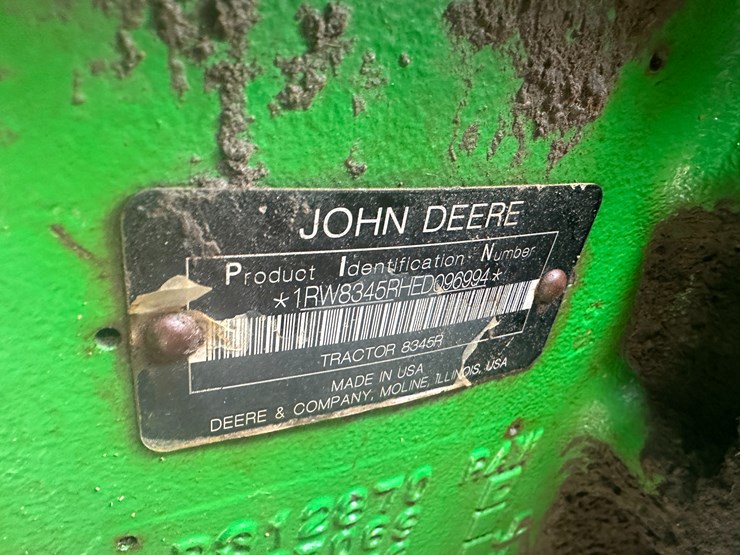 JOHN DEERE
Product Identification Number
*1RW8345RHED096994*
TRACTOR 8345R
MADE IN USA
DEERE & COMPANY, MOLINE, ILLINOIS, USA